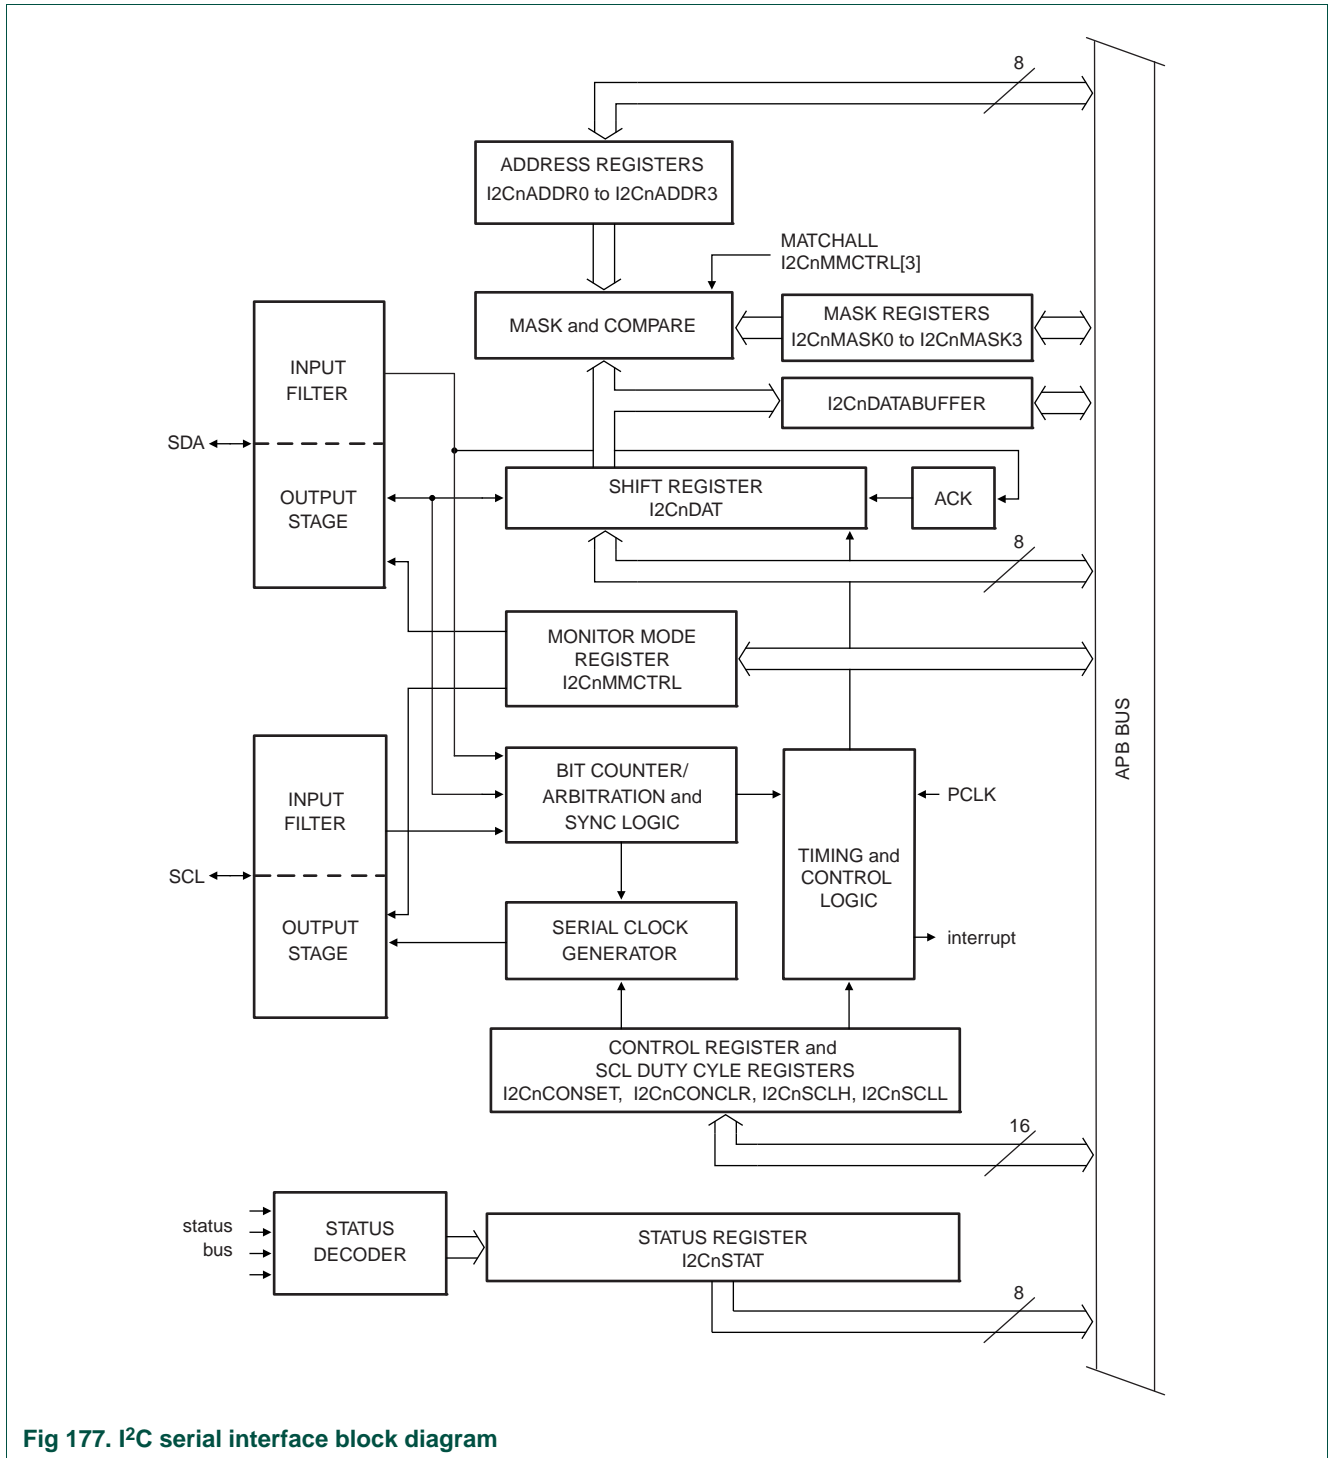 8
ADDRESS REGISTERS
I2CnADDR0 to I2CnADDR3
MATCHALL
I2CnMMCTRL[3]
MASK and COMPARE
MASK REGISTERS
I2CnMASK0 to I2CnMASK3
I2CnDATABUFFER
INPUT
FILTER
SDA
OUTPUT
STAGE
SHIFT REGISTER
I2CnDAT
ACK
8
MONITOR MODE
REGISTER
I2CnMMCTRL
APB BUS
BIT COUNTER/
ARBITRATION and
SYNC LOGIC
PCLK
INPUT
FILTER
SCL
OUTPUT
STAGE
TIMING and
CONTROL
LOGIC
SERIAL CLOCK
GENERATOR
interrupt
CONTROL REGISTER and
SCL DUTY CYLE REGISTERS
I2CnCONSET, I2CnCONCLR, I2CnSCLH, I2CnSCLL
16
status
bus
STATUS
DECODER
STATUS REGISTER
I2CnSTAT
8
Fig 177. I²C serial interface block diagram